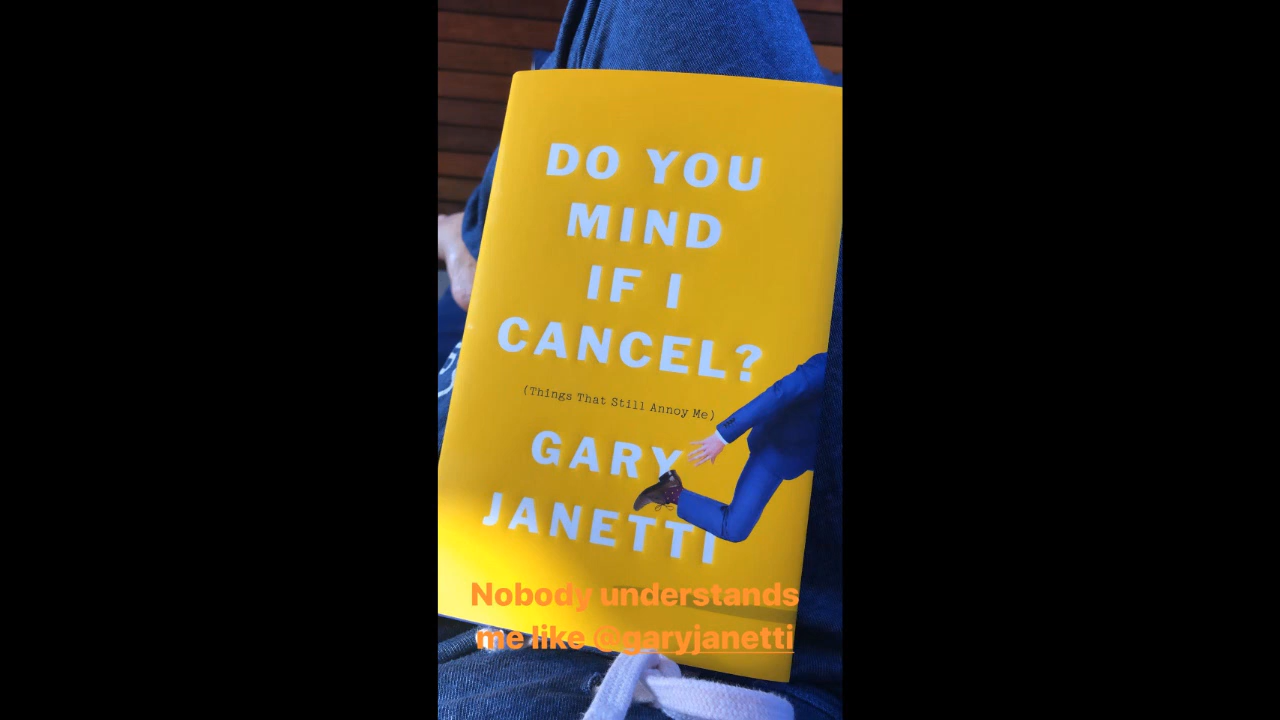 DO YOU
MIND
IF I
CANCEL?
(Things That Still Annoy Me)
GARY
JANETTI
Nobody understands
me like @garyjanetti